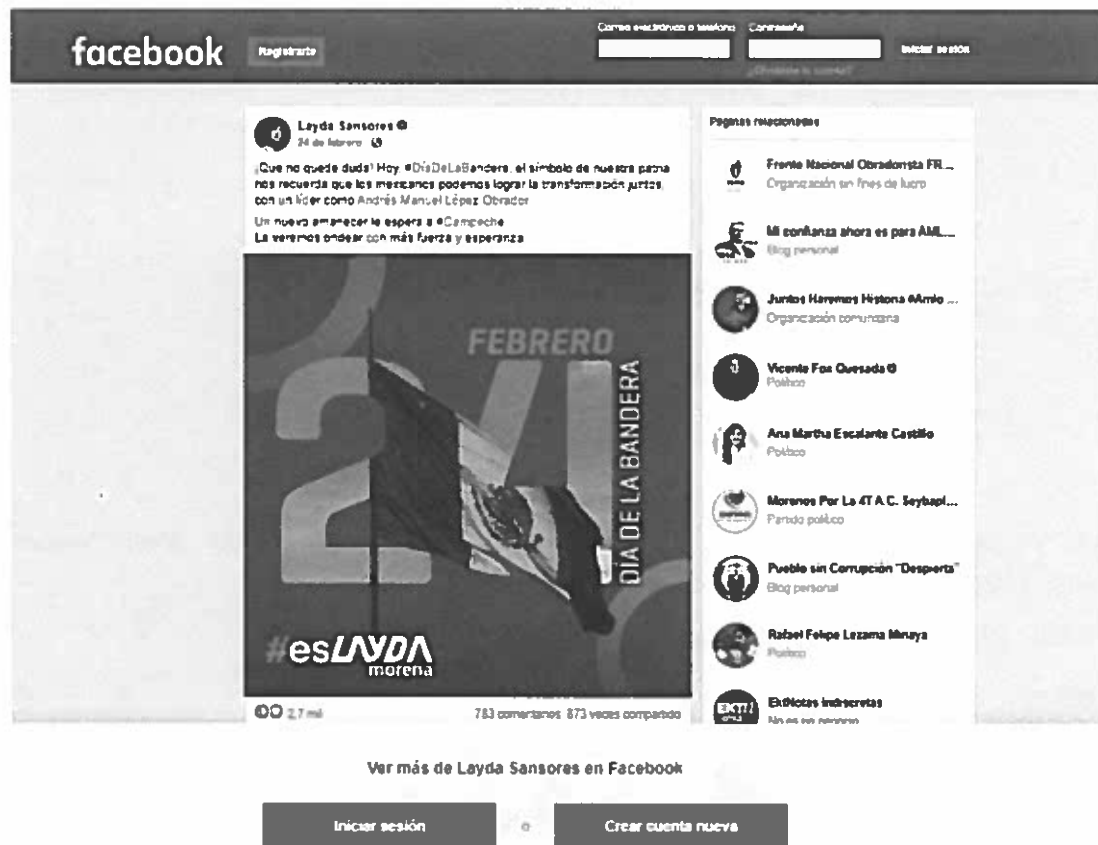 facebook
Registrarte
Correo electrónico o teléfono
Contraseña
Iniciar sesión
Layda Sansores
24 de febrero
¡Que no quede duda! Hoy, #DíaDeLaBandera, el símbolo de nuestra patria
nos recuerda que los mexicanos podemos lograr la transformación juntos,
con un líder como Andrés Manuel López Obrador
Un nuevo amanecer le espera a #Campeche
La veremos ondear con más fuerza y esperanza
FEBRERO
24
DIA DE LA BANDERA
#esLAYDA
morena
2,7 mil
783 comentarios 873 veces compartido
Páginas relacionadas
Frente Nacional Obradorista FR...
Organización sin fines de lucro
Mi confianza ahora es para AML...
Blog personal
Juntos Haremos Historia #Amlo ...
Organización comunitaria
Vicente Fox Quesada
Político
Ana Martha Escalante Castillo
Político
Morenos Por La 4T A.C. Seybapl...
Partido político
Pueblo sin Corrupción "Despierta"
Blog personal
Rafael Felipe Lezama Minaya
Político
EXTI
ExtNotas Indiscretas
No es un negocio
Ver más de Layda Sansores en Facebook
Iniciar sesión
o
Crear cuenta nueva